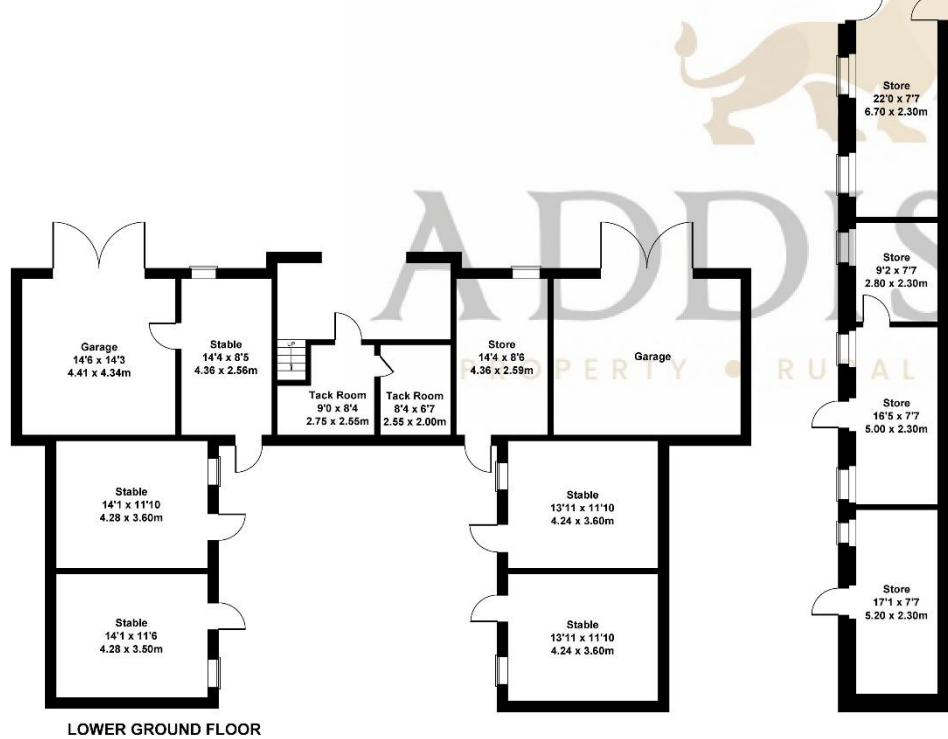 Store
22'0 x 7'7
6.70 x 2.30m
ADDIS
Store
9'2 x 7'7
2.80 x 2.30m
Garage
14'6 x 14'3
4.41 x 4.34m
Stable
14'4 x 8'5
4.36 x 2.56m
UP
Store
14'4 x 8'6
4.36 x 2.59m
Garage
PROPERTY • RURAL
Tack Room
9'0 x 8'4
2.75 x 2.55m
Tack Room
8'4 x 6'7
2.55 x 2.00m
Store
16'5 x 7'7
5.00 x 2.30m
Stable
14'1 x 11'10
4.28 x 3.60m
Stable
13'11 x 11'10
4.24 x 3.60m
Stable
14'1 x 11'6
4.28 x 3.50m
Stable
13'11 x 11'10
4.24 x 3.60m
Store
17'1 x 7'7
5.20 x 2.30m
LOWER GROUND FLOOR